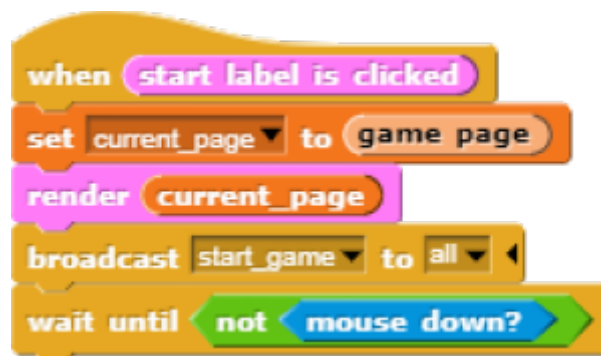 when start label is clicked
set current_page to game page
render current_page
broadcast start_game to all
wait until not mouse down?